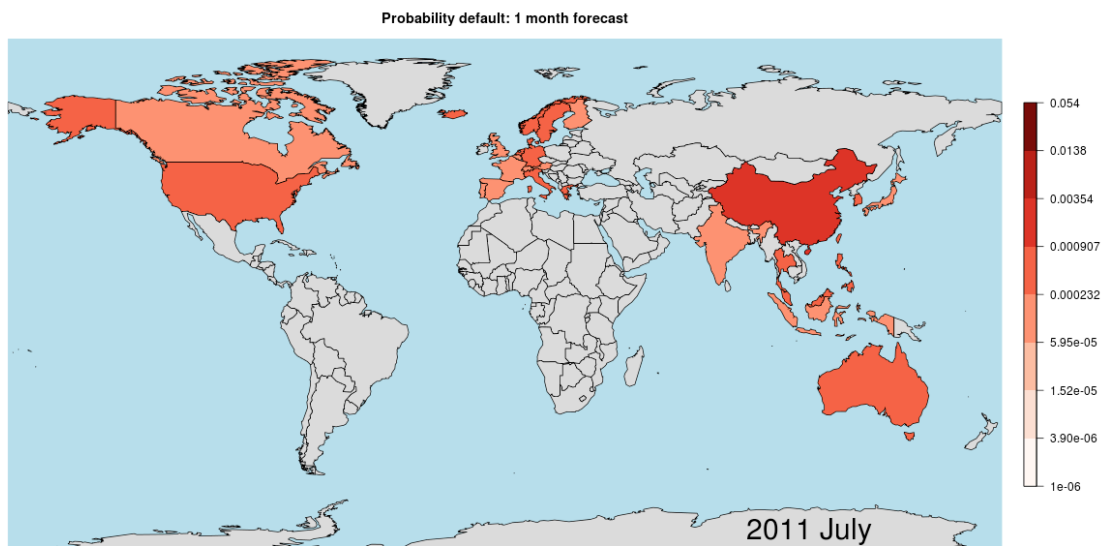 Probability default: 1 month forecast
0.054
0.0138
0.00354
0.000907
0.000232
5.95e-05
1.52e-05
3.90e-06
1e-06
2011 July